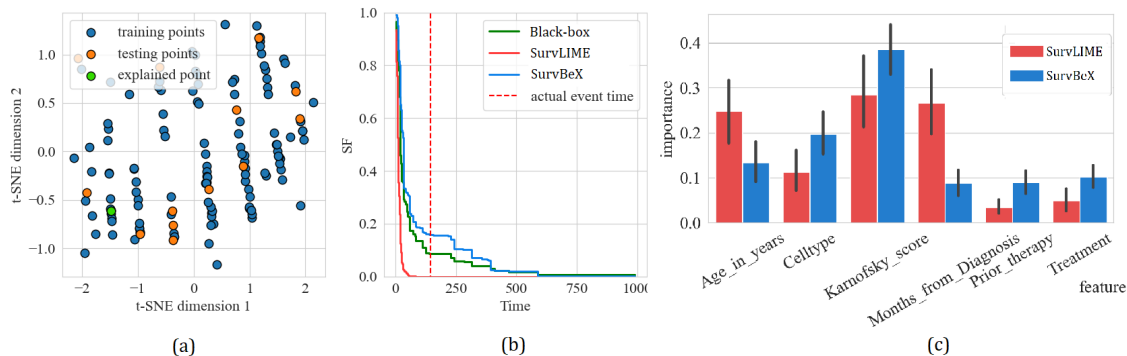 training points
testing points
explained point
1.0
0.5
0.0
−0.5
−1.0
t-SNE dimension 2
−2
−1
0
1
2
t-SNE dimension 1
(a)
1.0
0.8
0.6
0.4
0.2
0.0
SF
Black-box
SurvLIME
SurvBeX
actual event time
0
250
500
750
1000
Time
(b)
0.4
0.3
0.2
0.1
0.0
importance
SurvLIME
SurvBeX
Age_in_years
Celltype
Karnofsky_score
Months_from_Diagnosis
Prior_therapy
Treatment
feature
(c)